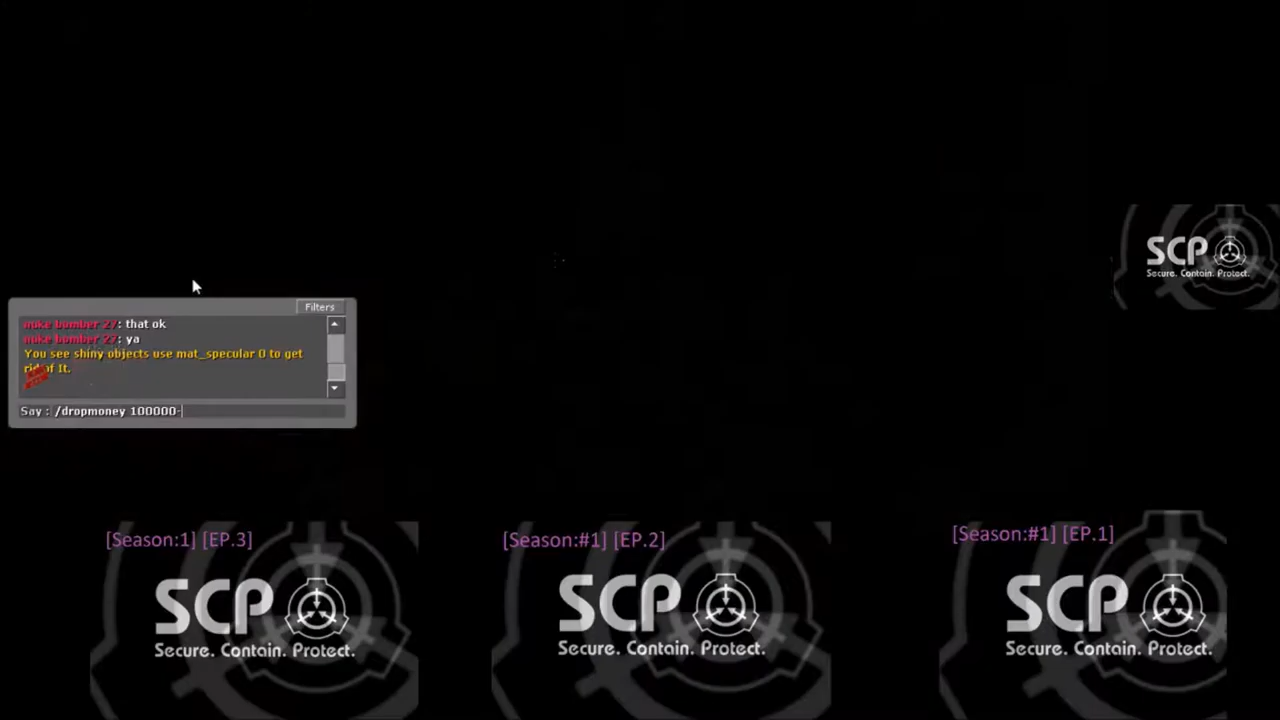 SCP
Secure. Contain. Protect.
Filters
nuke bomber 27: that ok
nuke bomber 27: ya
You see shiny objects use mat_specular 0 to get
rid of It.
Say : /dropmoney 100000-
[Season:1] [EP.3]
SCP
Secure. Contain. Protect.
[Season:#1] [EP.2]
SCP
Secure. Contain. Protect.
[Season:#1] [EP.1]
SCP
Secure. Contain. Protect.